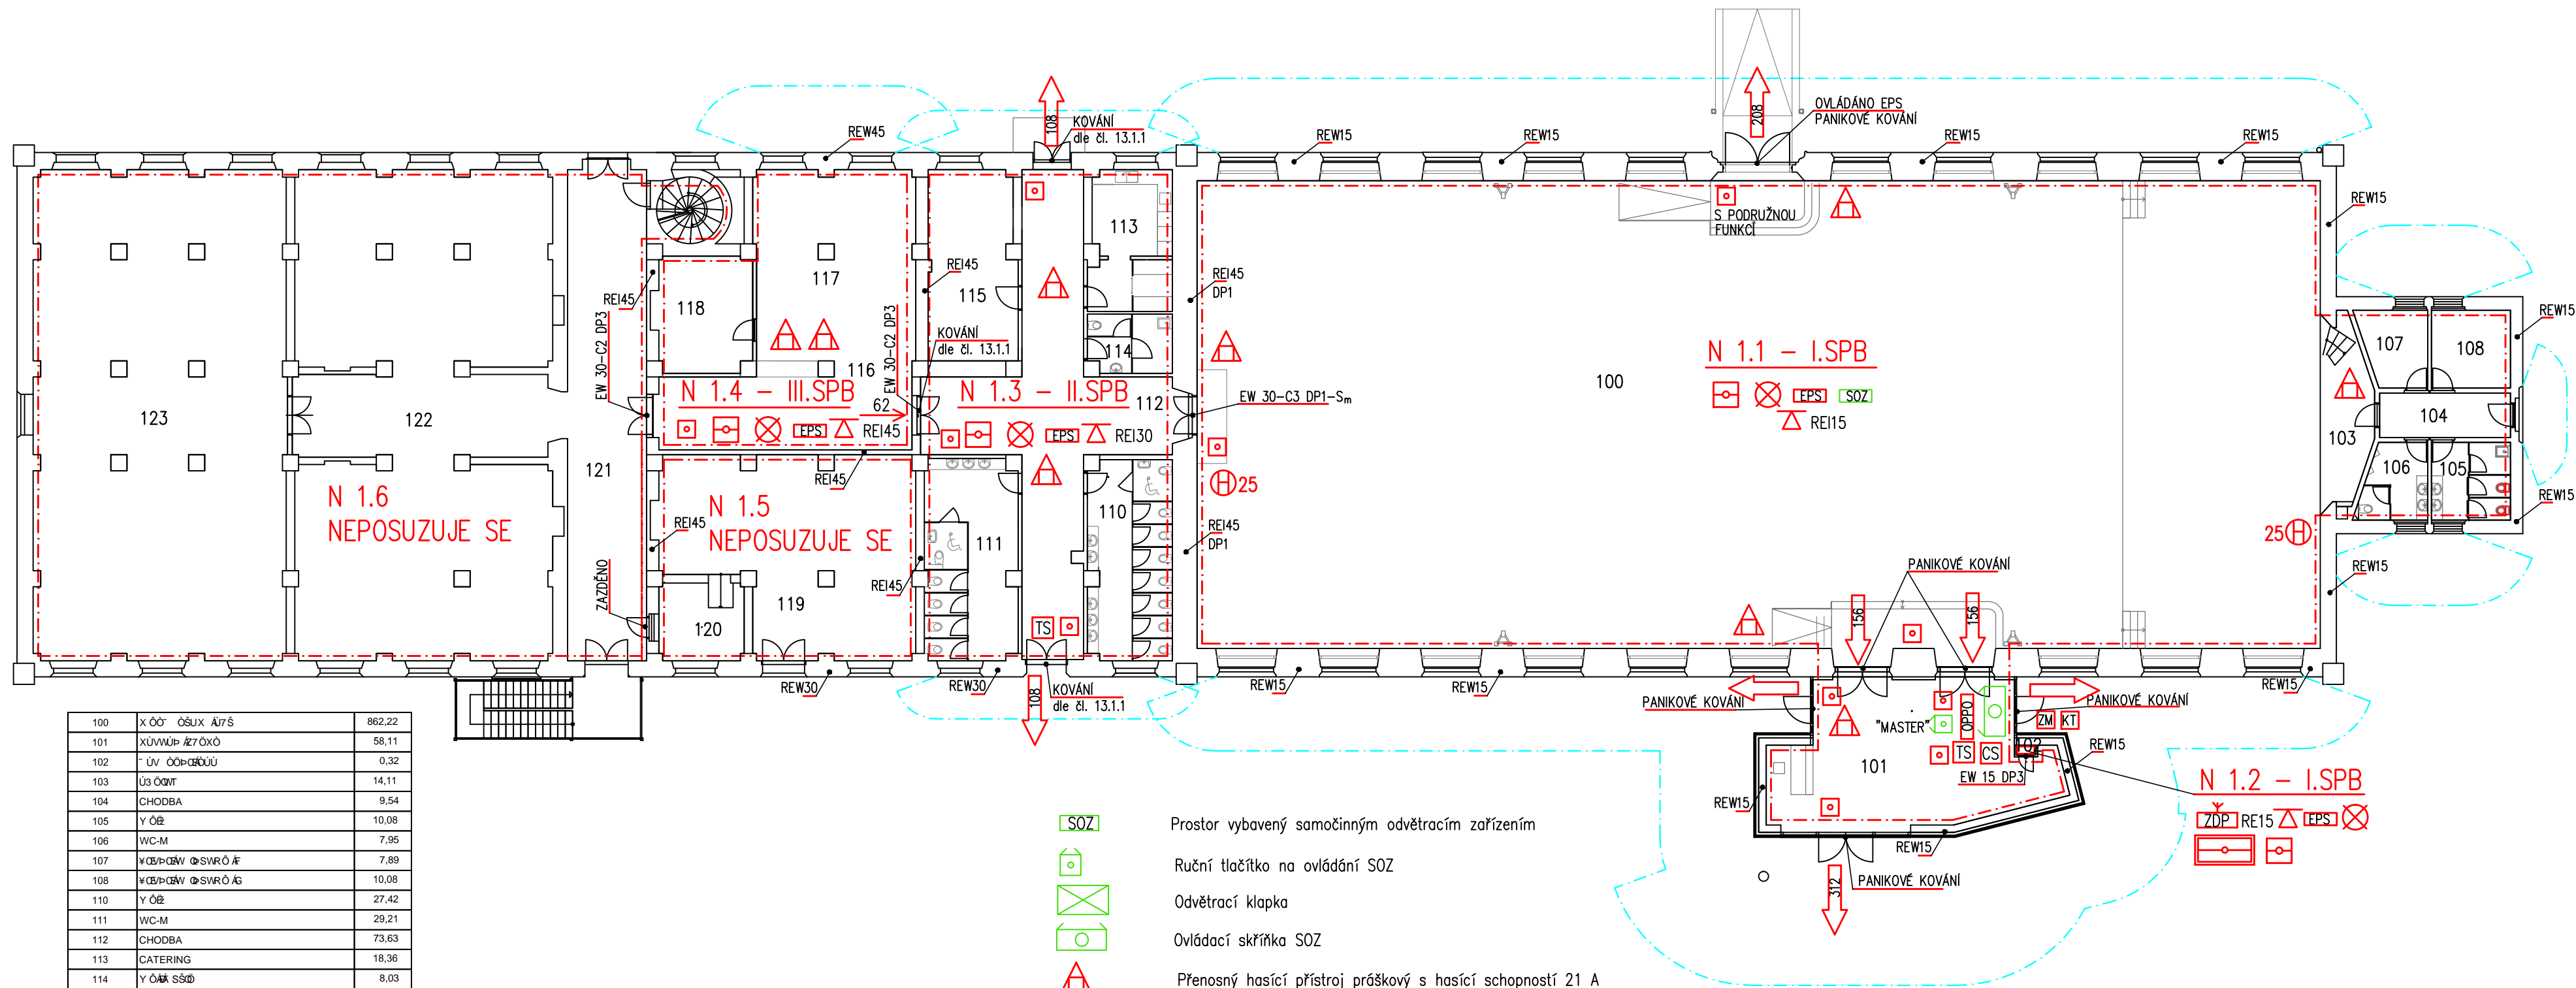 OVLÁDÁNO EPS
PANIKOVÉ KOVÁNÍ
208
108
KOVÁNÍ
dle čl. 13.1.1
REW45
REW15
REW15
REW15
REW15
REW15
S PODRUŽNOU
FUNKCÍ
113
117
118
115
REI45
REI45
REI45
DP1
EW 30-C2 DP3
EW 30-C2 DP3
KOVÁNÍ
dle čl. 13.1.1
114
116
N 1.4 – III.SPB
62
EPS
REI45
N 1.3 – II.SPB
112
EPS
REI30
EW 30-C3 DP1-Sm
100
N 1.1 – I.SPB
EPS
SOZ
REI15
107
108
REW15
104
103
106
105
REW15
123
122
121
N 1.6
NEPOSUZUJE SE
REI45
REI45
N 1.5
NEPOSUZUJE SE
REI45
110
111
25
REI45
DP1
25
REW15
ZAZDĚNO
119
120
TS
PANIKOVÉ KOVÁNÍ
156
156
REW30
REW30
108
KOVÁNÍ
dle čl. 13.1.1
REW15
REW15
REW15
PANIKOVÉ KOVÁNÍ
PANIKOVÉ KOVÁNÍ
"MASTER"
OPPO
ZM
KT
TS
CS
102
101
EW 15 DP3
REW15
REW15
REW15
N 1.2 – I.SPB
ZDP
RE15
EPS
312
PANIKOVÉ KOVÁNÍ
100 862,22
101 58,11
102 0,32
103 14,11
104 CHODBA 9,54
105 10,08
106 WC-M 7,95
107 7,89
108 10,08
110 27,42
111 WC-M 29,21
112 CHODBA 73,63
113 CATERING 18,36
114 8,03
SOZ Prostor vybavený samočinným odvětracím zařízením
Ruční tlačítko na ovládání SOZ
Odvětrací klapka
Ovládací skříňka SOZ
Přenosný hasící přístroj práškový s hasící schopností 21 A